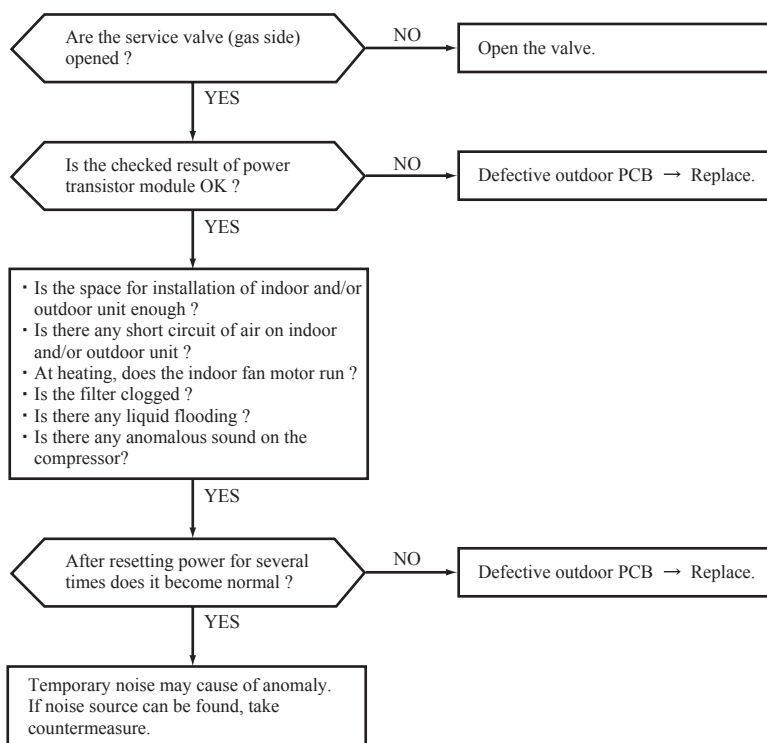 Are the service valve (gas side)
opened ?
NO
Open the valve.
YES
Is the checked result of power
transistor module OK ?
NO
Defective outdoor PCB → Replace.
YES
・Is the space for installation of indoor and/or
outdoor unit enough ?
・Is there any short circuit of air on indoor
and/or outdoor unit ?
・At heating, does the indoor fan motor run ?
・Is the filter clogged ?
・Is there any liquid flooding ?
・Is there any anomalous sound on the
compressor?
YES
After resetting power for several
times does it become normal ?
NO
Defective outdoor PCB → Replace.
YES
Temporary noise may cause of anomaly.
If noise source can be found, take
countermeasure.